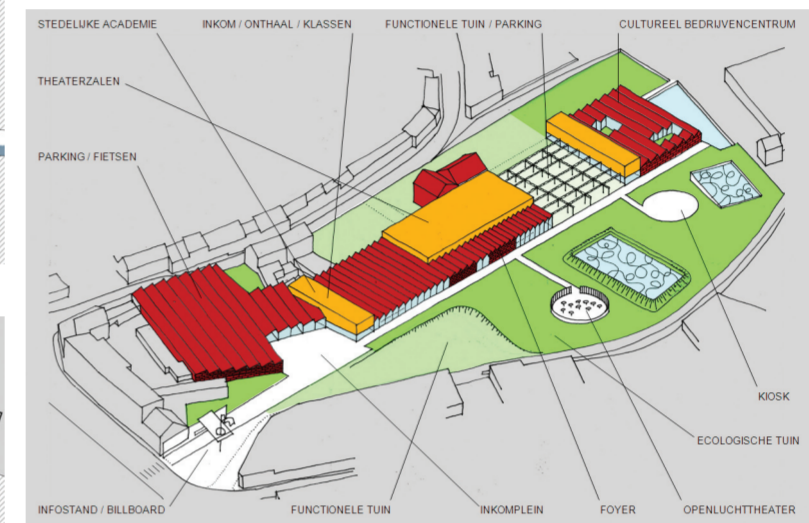 STEDELIJKE ACADEMIE
INKOM / ONTHAAL / KLASSEN
FUNCTIONELE TUIN / PARKING
CULTUREEL BEDRIJVENCENTRUM
THEATERZALEN
PARKING / FIETSEN
KIOSK
ECOLOGISCHE TUIN
INFOSTAND / BILLBOARD
FUNCTIONELE TUIN
INKOMPLEIN
FOYER
OPENLUCHTTHEATER